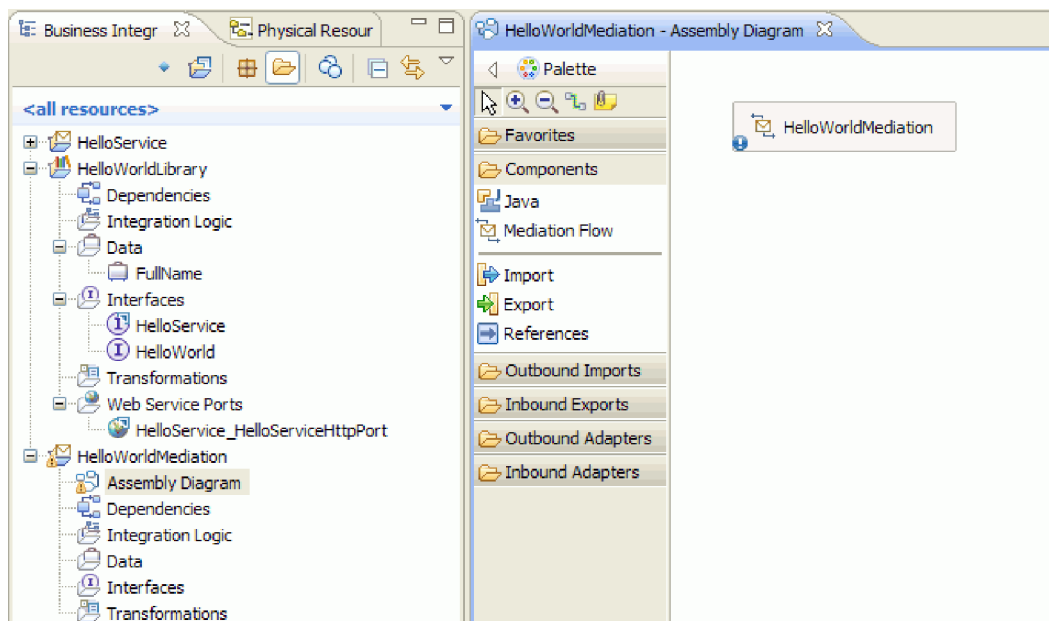 Business Integr
Physical Resour
<all resources>
HelloService
HelloWorldLibrary
Dependencies
Integration Logic
Data
FullName
Interfaces
HelloService
HelloWorld
Transformations
Web Service Ports
HelloService_HelloServiceHttpPort
HelloWorldMediation
Assembly Diagram
Dependencies
Integration Logic
Data
Interfaces
Transformations
HelloWorldMediation - Assembly Diagram
Palette
Favorites
Components
Java
Mediation Flow
Import
Export
References
Outbound Imports
Inbound Exports
Outbound Adapters
Inbound Adapters
HelloWorldMediation